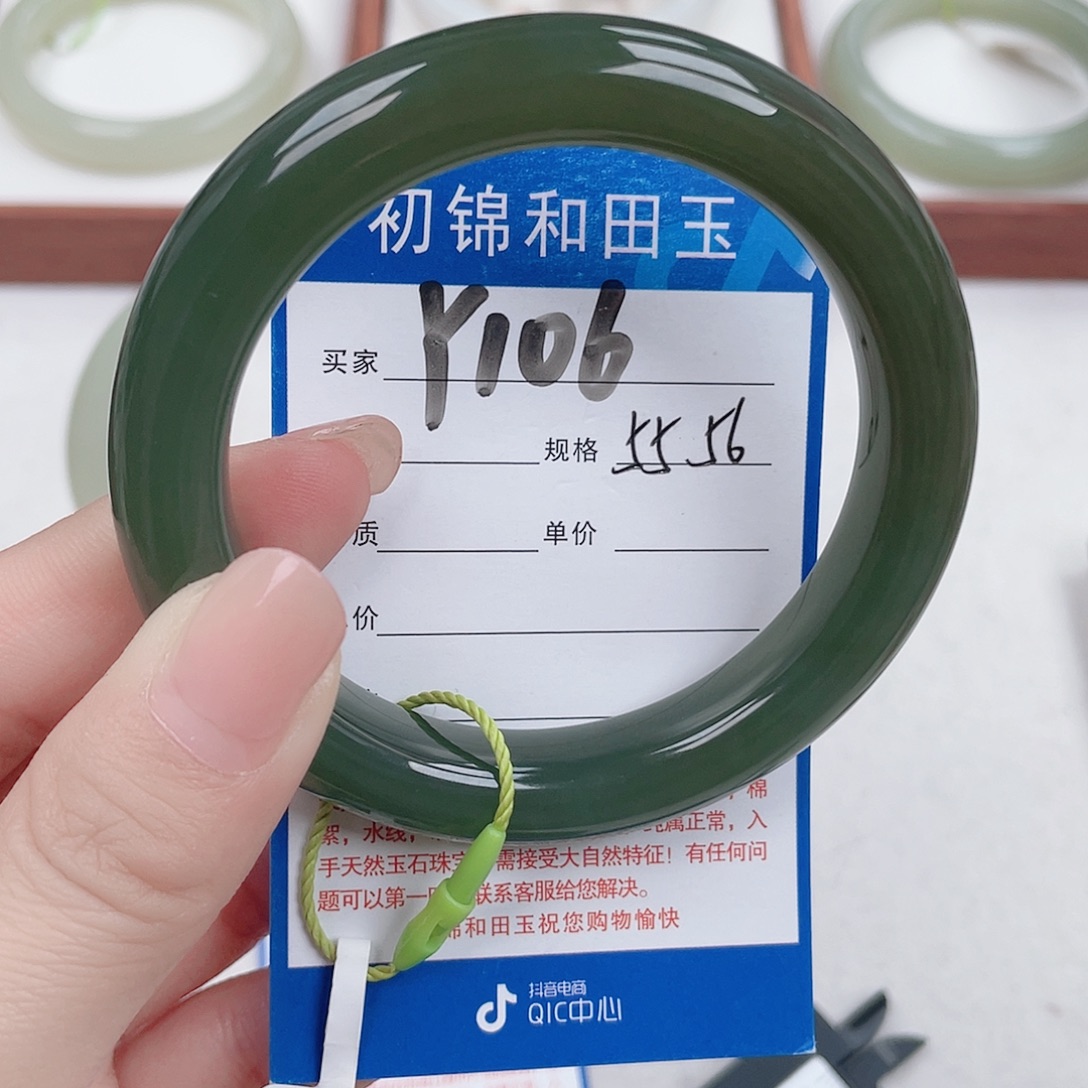 初锦和田玉
买家 Y106
规格 55 56
质 单价
价
棉
絮，水线， 纯属正常，入
手天然玉石珠宝 需接受大自然特征！有任何问
题可以第一 联系客服给您解决。
锦和田玉祝您购物愉快
抖音电商
QIC中心